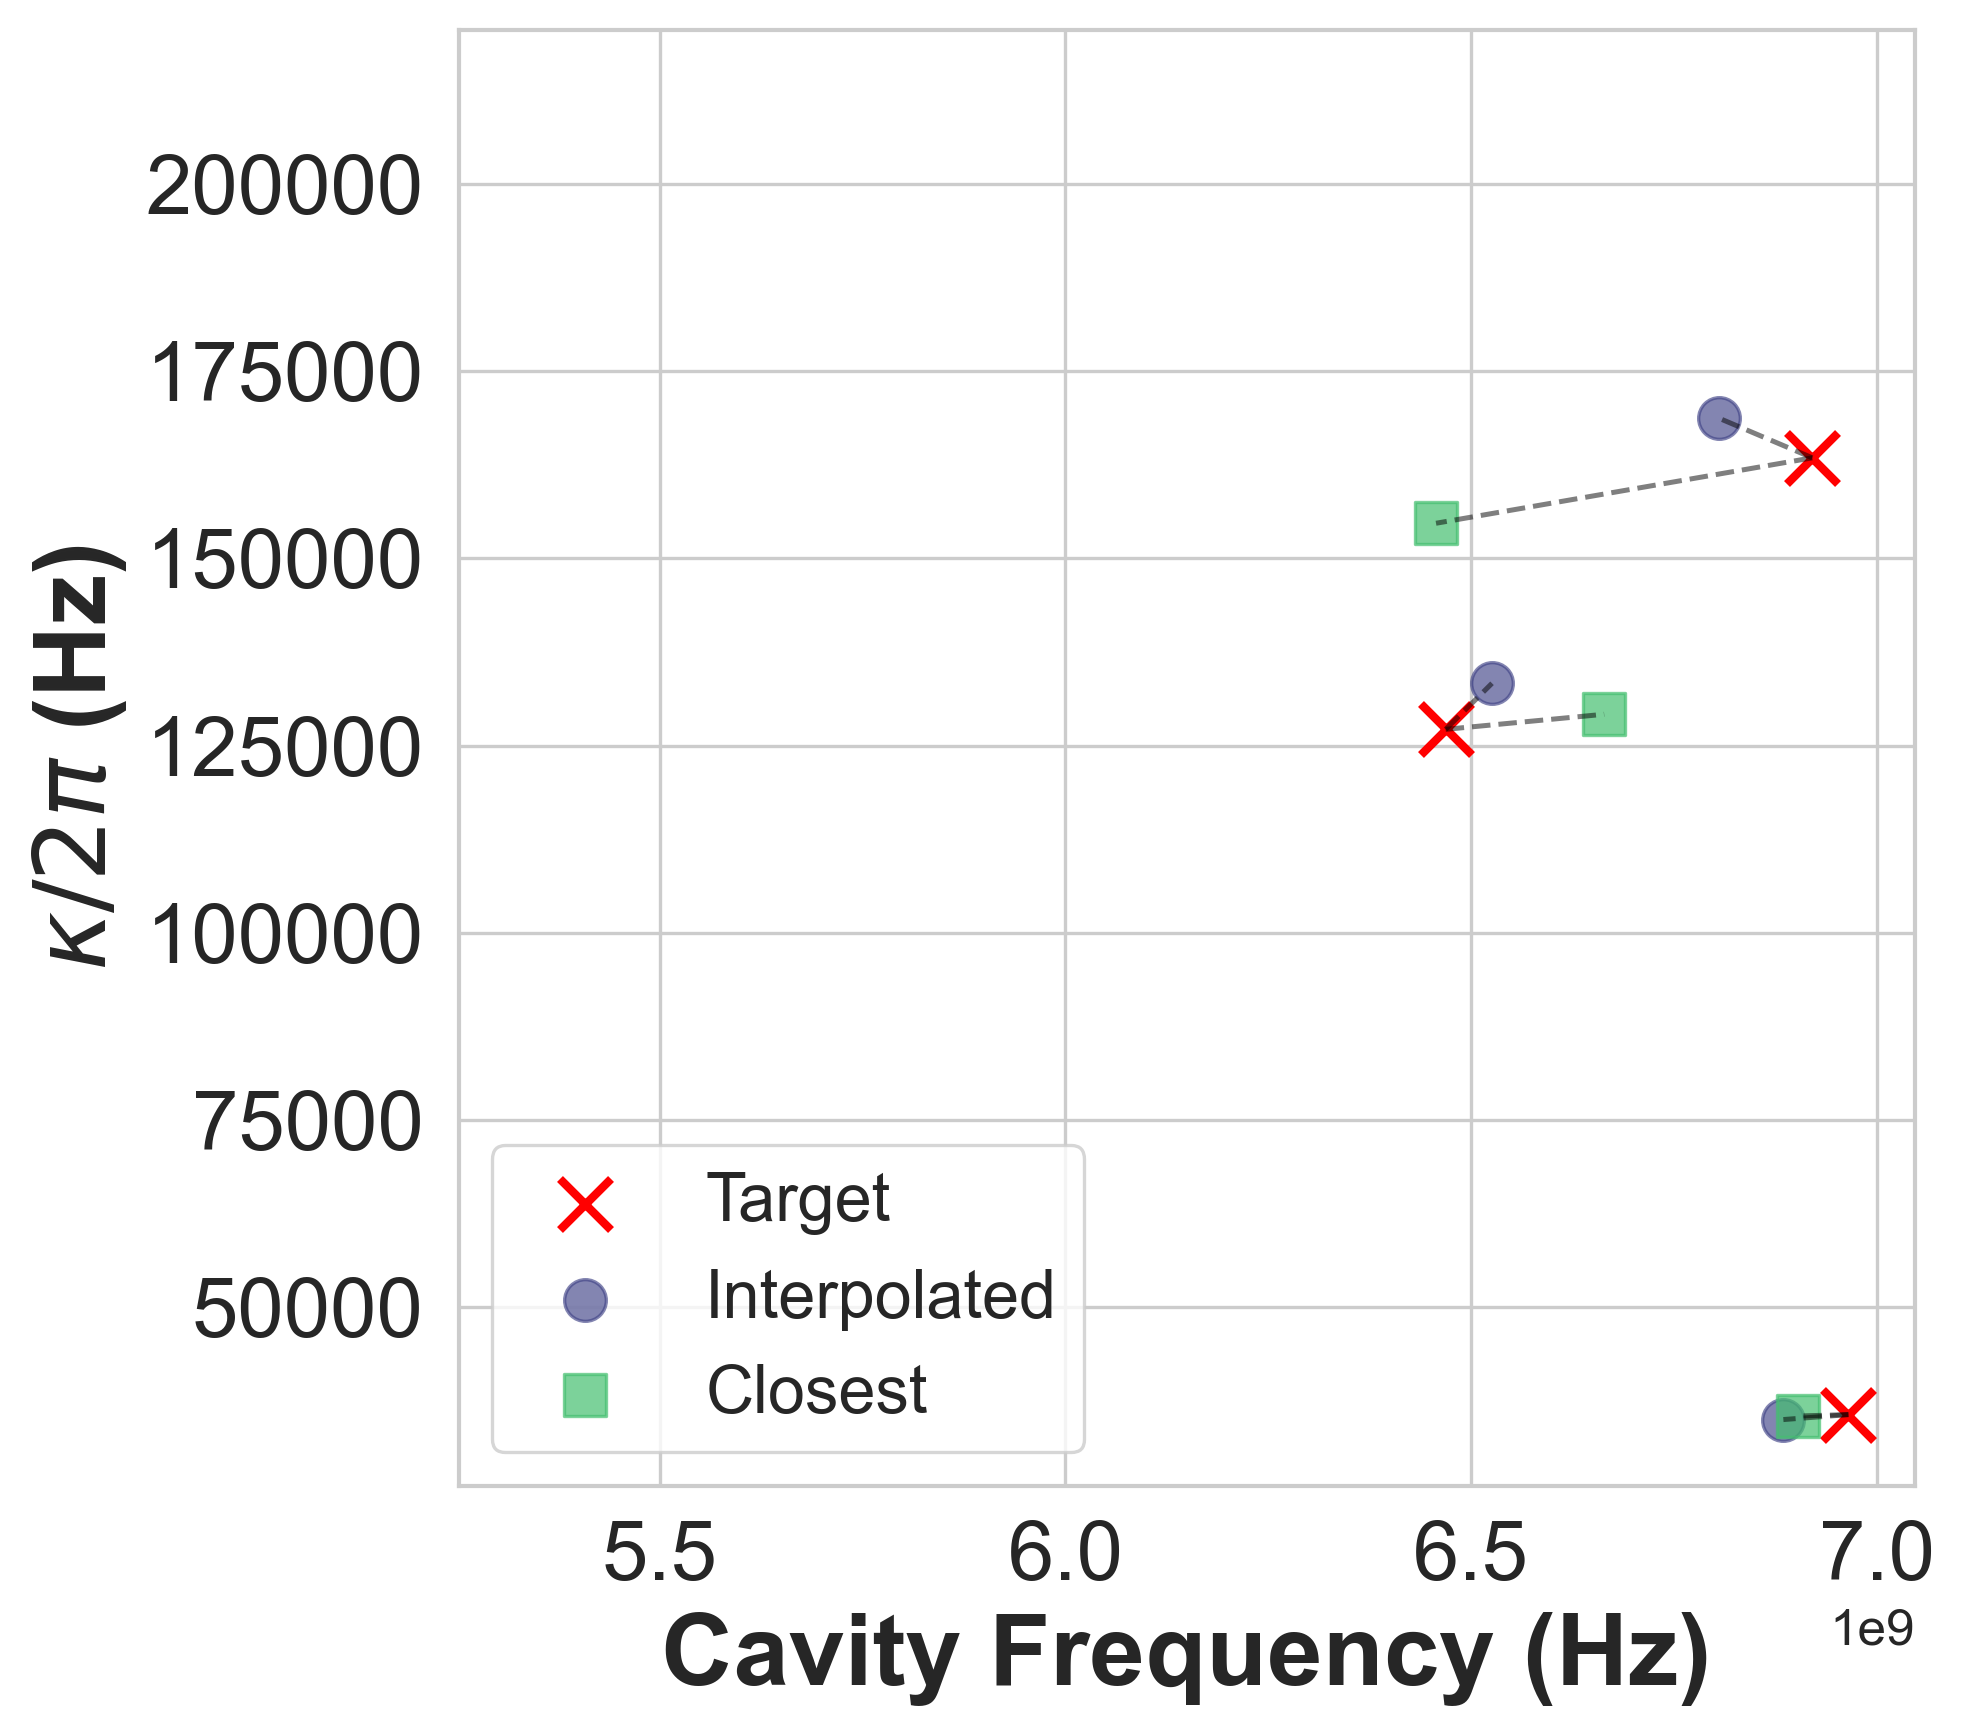 200000
175000
150000
125000
100000
75000
50000
κ/2π (Hz)
Target
Interpolated
Closest
5.5 6.0 6.5 7.0
1e9
Cavity Frequency (Hz)